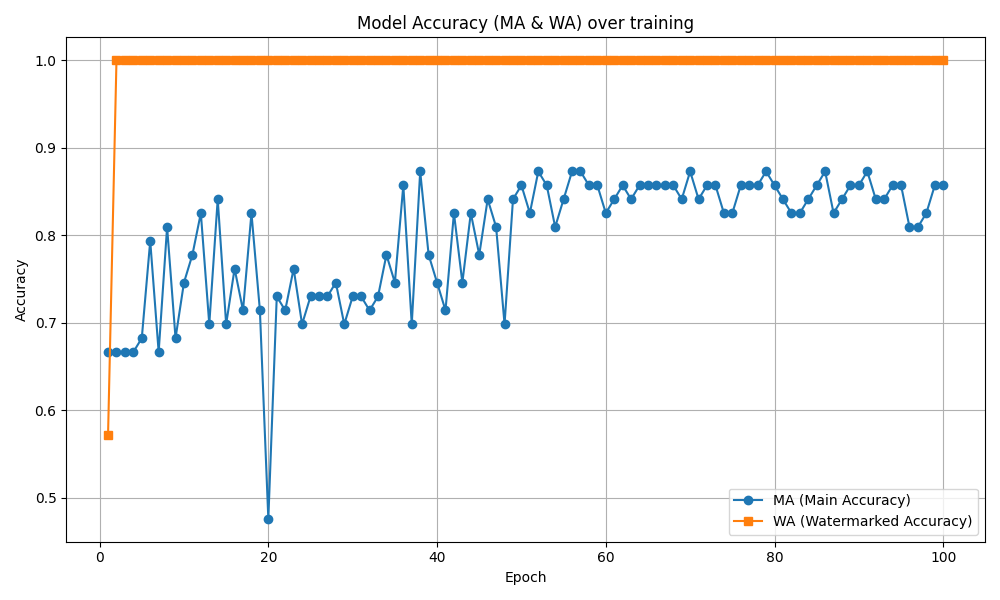 Model Accuracy (MA & WA) over training
1.0
0.9
0.8
0.7
0.6
0.5
Accuracy
0 20 40 60 80 100
Epoch
MA (Main Accuracy)
WA (Watermarked Accuracy)